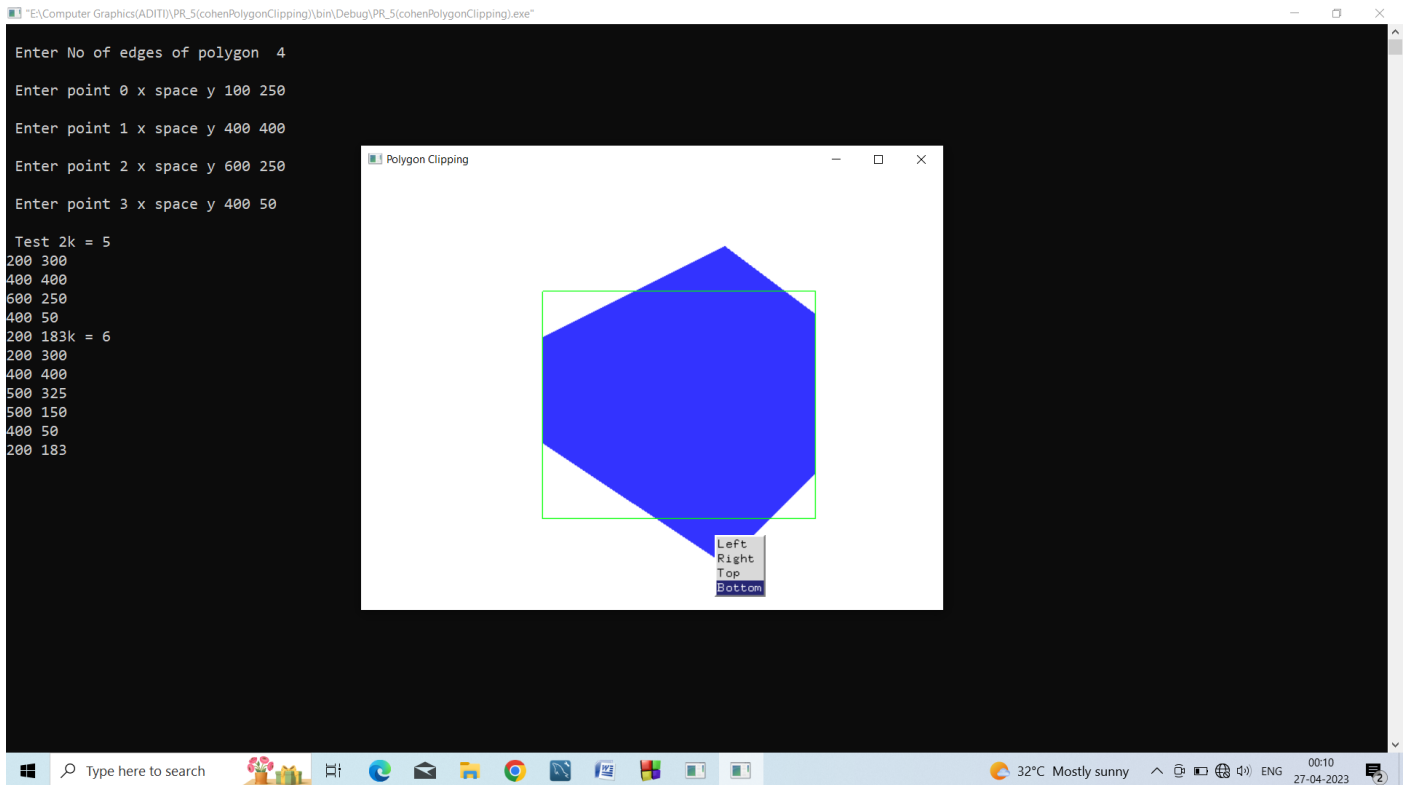 "E:\Computer Graphics(ADITI)\PR_5(cohenPolygonClipping)\bin\Debug\PR_5(cohenPolygonClipping).exe"
Enter No of edges of polygon  4
Enter point 0 x space y 100 250
Enter point 1 x space y 400 400
Enter point 2 x space y 600 250
Enter point 3 x space y 400 50
Test 2k = 5
200 300
400 400
600 250
400 50
200 183k = 6
200 300
400 400
500 325
500 150
400 50
200 183
Polygon Clipping
Left
Right
Top
Bottom
Type here to search
32°C Mostly sunny
ENG
00:10
27-04-2023
2